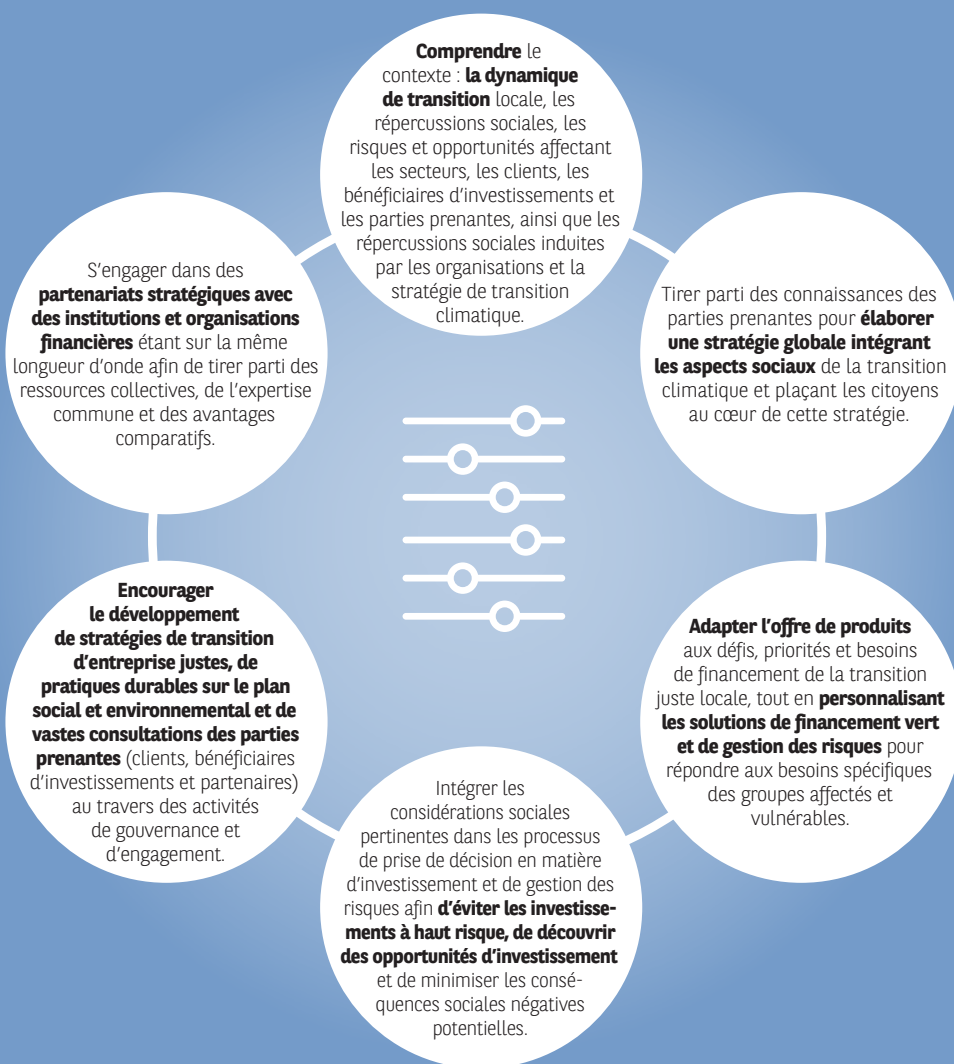 Comprendre le
contexte : la dynamique
de transition locale, les
répercussions sociales, les
risques et opportunités affectant
les secteurs, les clients, les
bénéficiaires d'investissements et
les parties prenantes, ainsi que les
répercussions sociales induites
par les organisations et la
stratégie de transition
climatique.
Tirer parti des connaissances des
parties prenantes pour élaborer
une stratégie globale intégrant
les aspects sociaux de la transition
climatique et plaçant les citoyens
au cœur de cette stratégie.
Adapter l'offre de produits
aux défis, priorités et besoins
de financement de la transition
juste locale, tout en personnalisant
les solutions de financement vert
et de gestion des risques pour
répondre aux besoins spécifiques
des groupes affectés et
vulnérables.
Intégrer les
considérations sociales
pertinentes dans les processus
de prise de décision en matière
d'investissement et de gestion des
risques afin d'éviter les investisse-
ments à haut risque, de découvrir
des opportunités d'investissement
et de minimiser les consé-
quences sociales négatives
potentielles.
Encourager
le développement
de stratégies de transition
d'entreprise justes, de
pratiques durables sur le plan
social et environnemental et de
vastes consultations des parties
prenantes (clients, bénéficiaires
d'investissements et partenaires)
au travers des activités
de gouvernance et
d'engagement.
S'engager dans des
partenariats stratégiques avec
des institutions et organisations
financières étant sur la même
longueur d'onde afin de tirer parti des
ressources collectives, de l'expertise
commune et des avantages
comparatifs.